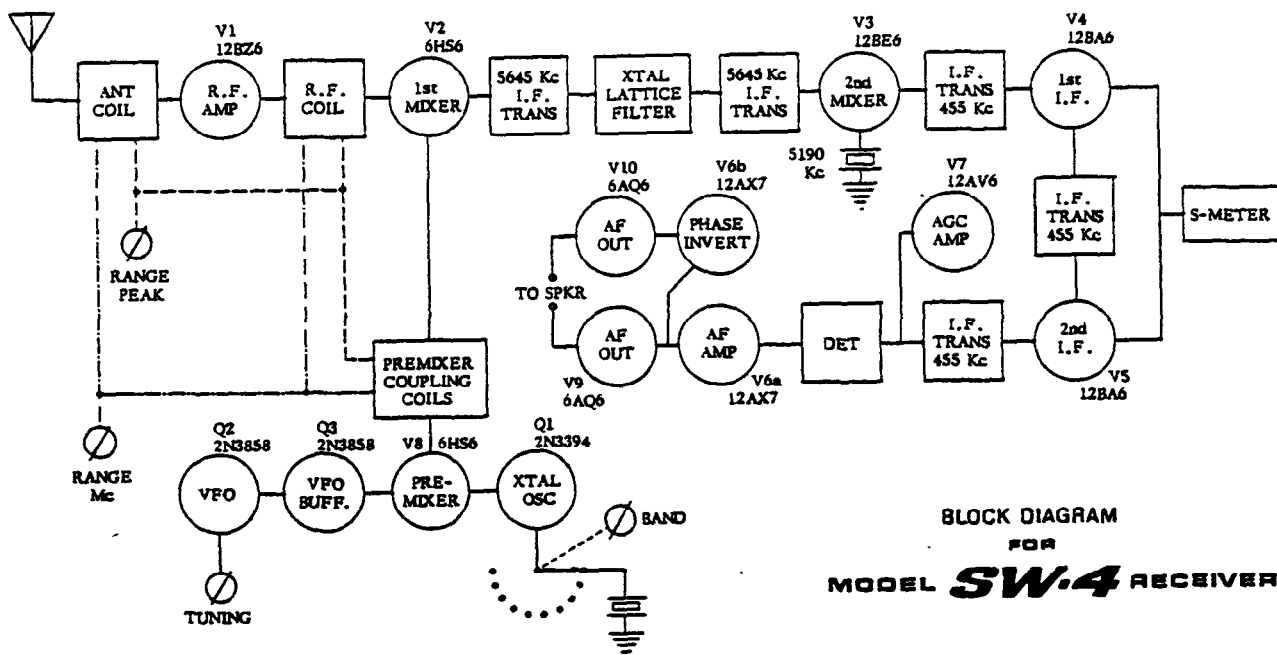 V1
12BZ6
V2
6HS6
V3
12BE6
V4
12BA6
ANT
COIL
R.F.
AMP
R.F.
COIL
1st
MIXER
5645 Kc
I.F.
TRANS
XTAL
LATTICE
FILTER
5645 Kc
I.F.
TRANS
2nd
MIXER
I.F.
TRANS
455 Kc
1st
I.F.
5190
Kc
V10
6AQ6
V6b
12AX7
V7
12AV6
AF
OUT
PHASE
INVERT
AGC
AMP
I.F.
TRANS
455 Kc
S-METER
RANGE
PEAK
TO SPKR
AF
OUT
AF
AMP
DET
I.F.
TRANS
455 Kc
2nd
I.F.
V9
6AQ6
V6a
12AX7
V5
12BA6
PREMIXER
COUPLING
COILS
RANGE
Mc
Q2
2N3858
Q3
2N3858
V8 6HS6
Q1
2N3394
VFO
VFO
BUFF.
PRE-
MIXER
XTAL
OSC
BAND
TUNING
BLOCK DIAGRAM
FOR
MODEL SW-4 RECEIVER